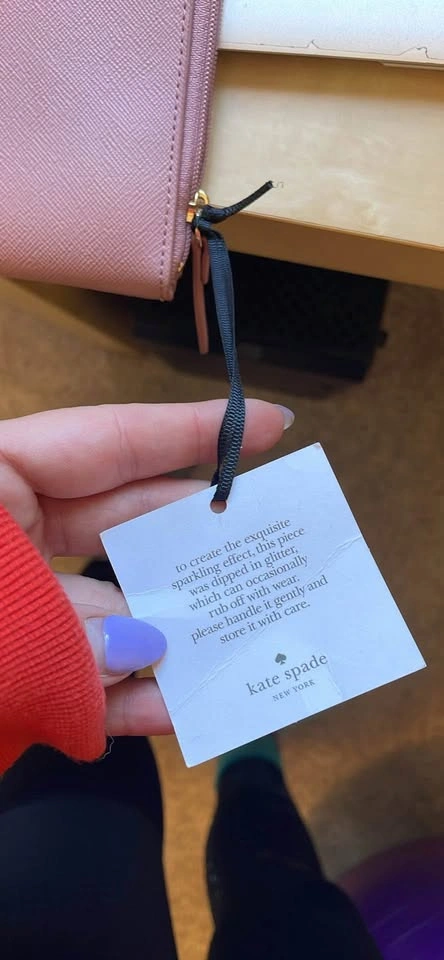 to create the exquisite
sparkling effect, this piece
was dipped in glitter,
which can occasionally
rub off with wear.
please handle it gently and
store it with care.
kate spade
NEW YORK